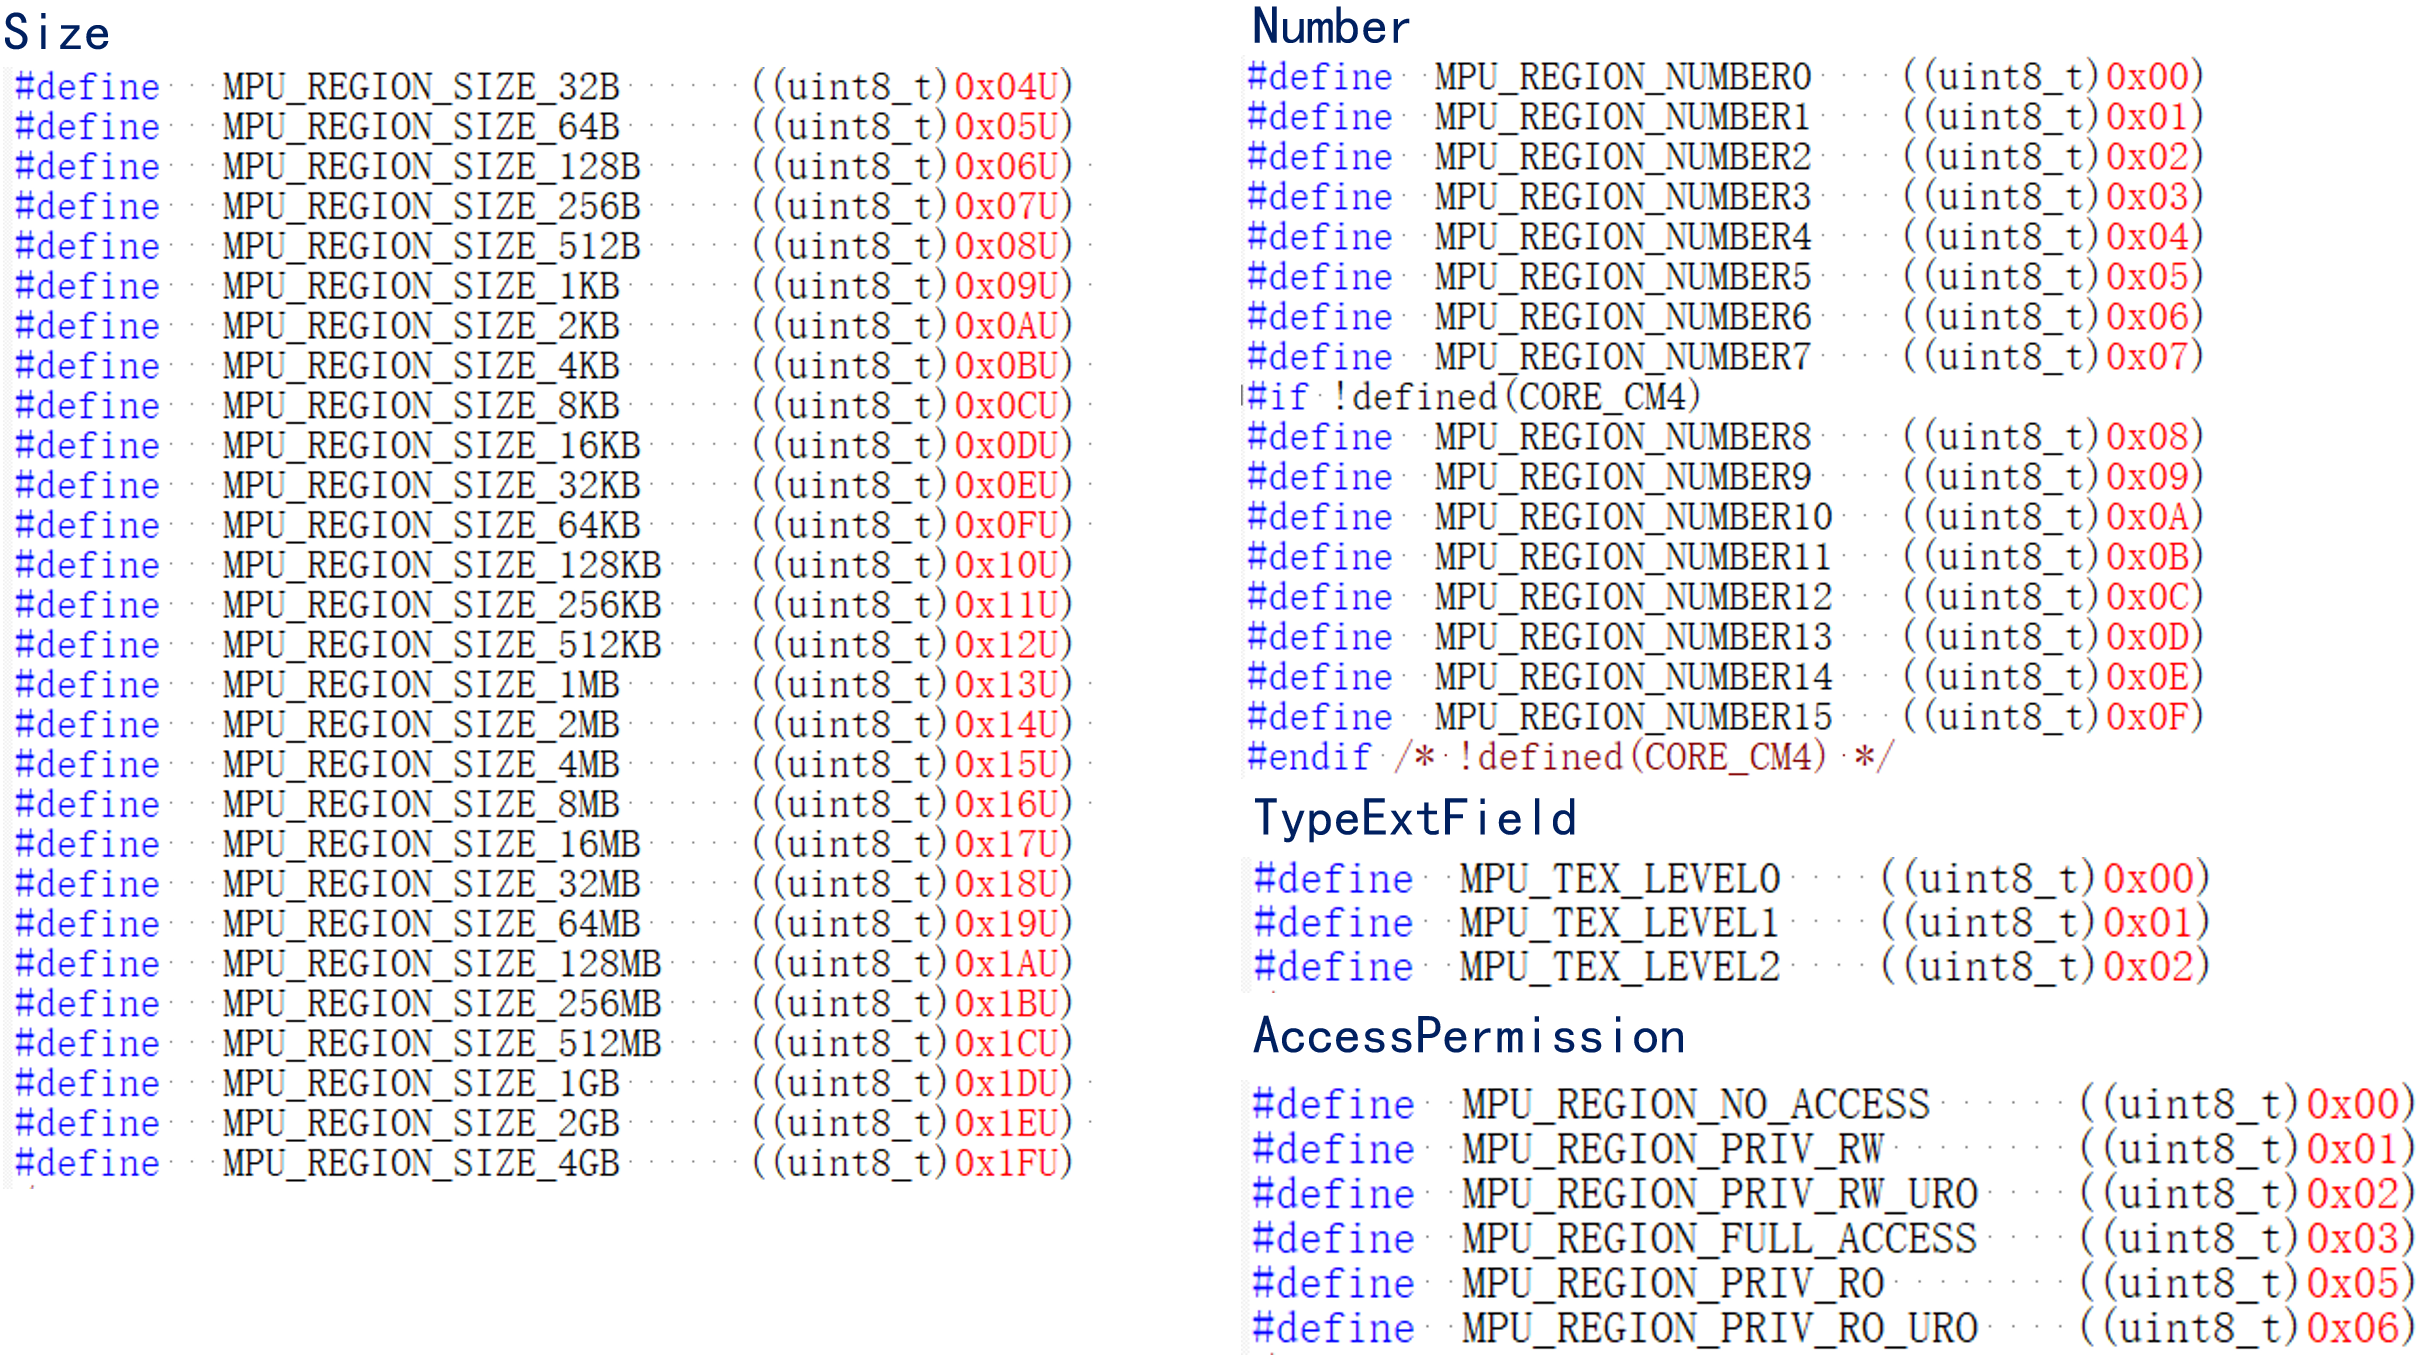 Size
#define MPU_REGION_SIZE_32B ((uint8_t)0x04U)
#define MPU_REGION_SIZE_64B ((uint8_t)0x05U)
#define MPU_REGION_SIZE_128B ((uint8_t)0x06U)
#define MPU_REGION_SIZE_256B ((uint8_t)0x07U)
#define MPU_REGION_SIZE_512B ((uint8_t)0x08U)
#define MPU_REGION_SIZE_1KB ((uint8_t)0x09U)
#define MPU_REGION_SIZE_2KB ((uint8_t)0x0AU)
#define MPU_REGION_SIZE_4KB ((uint8_t)0x0BU)
#define MPU_REGION_SIZE_8KB ((uint8_t)0x0CU)
#define MPU_REGION_SIZE_16KB ((uint8_t)0x0DU)
#define MPU_REGION_SIZE_32KB ((uint8_t)0x0EU)
#define MPU_REGION_SIZE_64KB ((uint8_t)0x0FU)
#define MPU_REGION_SIZE_128KB ((uint8_t)0x10U)
#define MPU_REGION_SIZE_256KB ((uint8_t)0x11U)
#define MPU_REGION_SIZE_512KB ((uint8_t)0x12U)
#define MPU_REGION_SIZE_1MB ((uint8_t)0x13U)
#define MPU_REGION_SIZE_2MB ((uint8_t)0x14U)
#define MPU_REGION_SIZE_4MB ((uint8_t)0x15U)
#define MPU_REGION_SIZE_8MB ((uint8_t)0x16U)
#define MPU_REGION_SIZE_16MB ((uint8_t)0x17U)
#define MPU_REGION_SIZE_32MB ((uint8_t)0x18U)
#define MPU_REGION_SIZE_64MB ((uint8_t)0x19U)
#define MPU_REGION_SIZE_128MB ((uint8_t)0x1AU)
#define MPU_REGION_SIZE_256MB ((uint8_t)0x1BU)
#define MPU_REGION_SIZE_512MB ((uint8_t)0x1CU)
#define MPU_REGION_SIZE_1GB ((uint8_t)0x1DU)
#define MPU_REGION_SIZE_2GB ((uint8_t)0x1EU)
#define MPU_REGION_SIZE_4GB ((uint8_t)0x1FU)
Number
#define MPU_REGION_NUMBER0 ((uint8_t)0x00)
#define MPU_REGION_NUMBER1 ((uint8_t)0x01)
#define MPU_REGION_NUMBER2 ((uint8_t)0x02)
#define MPU_REGION_NUMBER3 ((uint8_t)0x03)
#define MPU_REGION_NUMBER4 ((uint8_t)0x04)
#define MPU_REGION_NUMBER5 ((uint8_t)0x05)
#define MPU_REGION_NUMBER6 ((uint8_t)0x06)
#define MPU_REGION_NUMBER7 ((uint8_t)0x07)
#if !defined(CORE_CM4)
#define MPU_REGION_NUMBER8 ((uint8_t)0x08)
#define MPU_REGION_NUMBER9 ((uint8_t)0x09)
#define MPU_REGION_NUMBER10 ((uint8_t)0x0A)
#define MPU_REGION_NUMBER11 ((uint8_t)0x0B)
#define MPU_REGION_NUMBER12 ((uint8_t)0x0C)
#define MPU_REGION_NUMBER13 ((uint8_t)0x0D)
#define MPU_REGION_NUMBER14 ((uint8_t)0x0E)
#define MPU_REGION_NUMBER15 ((uint8_t)0x0F)
#endif /* !defined(CORE_CM4) */
TypeExtField
#define MPU_TEX_LEVEL0 ((uint8_t)0x00)
#define MPU_TEX_LEVEL1 ((uint8_t)0x01)
#define MPU_TEX_LEVEL2 ((uint8_t)0x02)
AccessPermission
#define MPU_REGION_NO_ACCESS ((uint8_t)0x00)
#define MPU_REGION_PRIV_RW ((uint8_t)0x01)
#define MPU_REGION_PRIV_RW_URO ((uint8_t)0x02)
#define MPU_REGION_FULL_ACCESS ((uint8_t)0x03)
#define MPU_REGION_PRIV_RO ((uint8_t)0x05)
#define MPU_REGION_PRIV_RO_URO ((uint8_t)0x06)